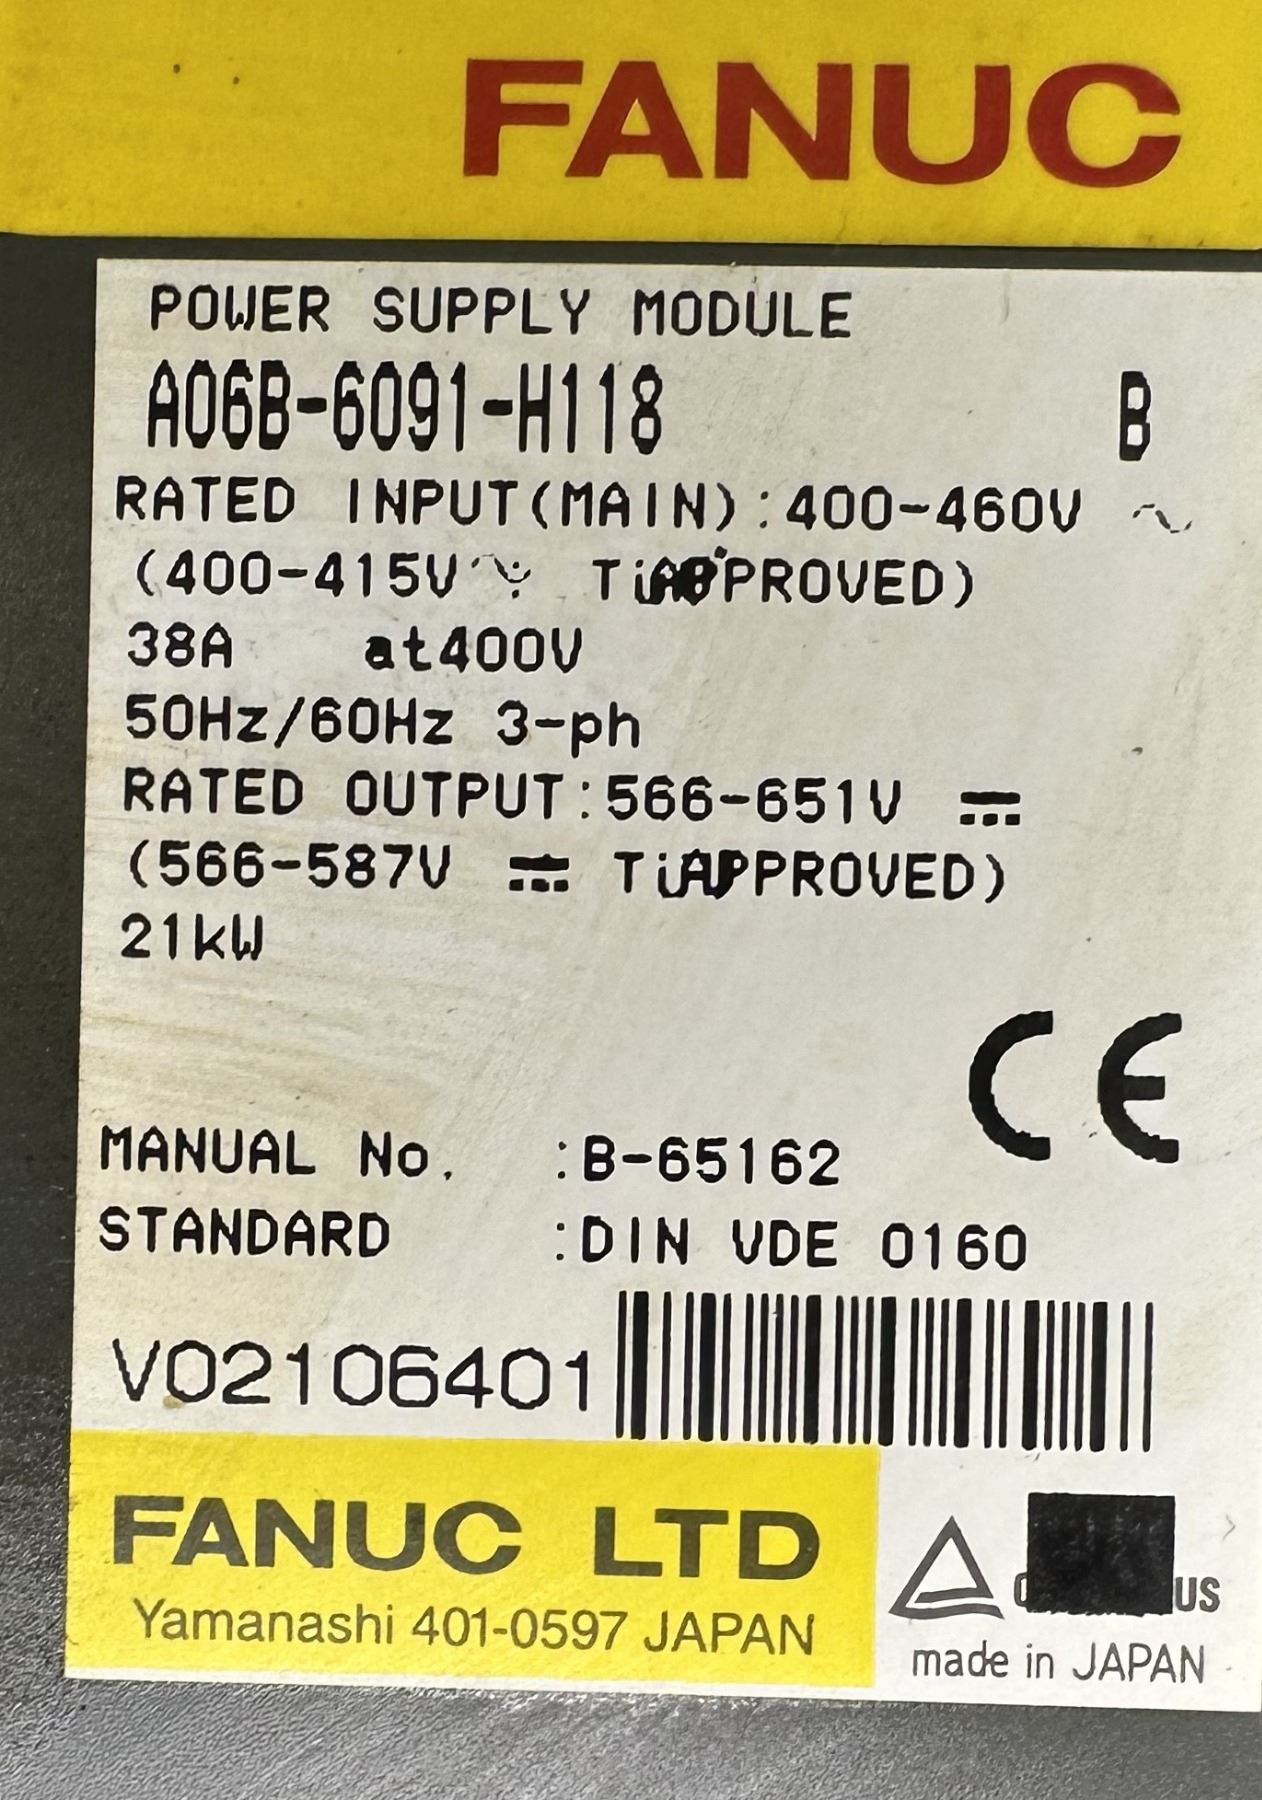 FANUC
POWER SUPPLY MODULE
A06B-6091-H118 B
RATED INPUT(MAIN):400-460V ~
(400-415V~ APPROVED)
38A at400V
50Hz/60Hz 3-ph
RATED OUTPUT:566-651V ⎓
(566-587V ⎓ APPROVED)
21kW
CE
MANUAL No. :B-65162
STANDARD :DIN VDE 0160
V02106401
FANUC LTD
Yamanashi 401-0597 JAPAN
US
made in JAPAN